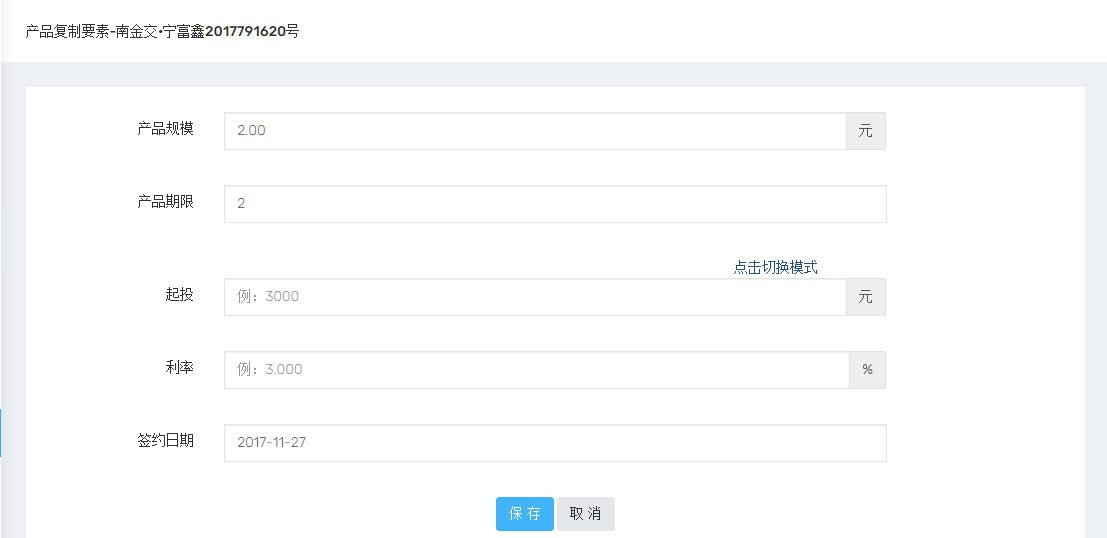 产品复制要素-南金交•宁富鑫2017791620号
产品规模 2.00 元
产品期限 2
点击切换模式
起投 例：3000 元
利率 例：3.000 %
签约日期 2017-11-27
保 存 取 消